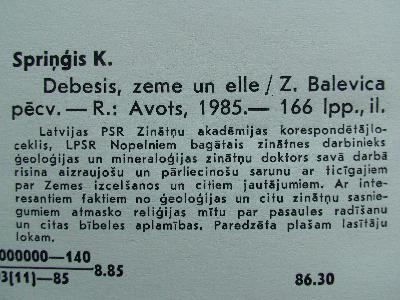 Spriņģis K.
Debesis, zeme un elle / Z. Balevica
pēcv. — R.: Avots, 1985.— 166 lpp., il.
Latvijas PSR Zinātņu akadēmijas korespondētājlo-
ceklis, LPSR Nopelniem bagātais zinātnes darbinieks
ģeoloģijas un mineraloģijas zinātņu doktors savā darbā
risina aizraujošu un pārliecinošu sarunu ar ticīgajiem
par Zemes izcelšanos un citiem jautājumiem. Ar inte-
resantiem faktiem no ģeoloģijas un citu zinātņu sasnie-
gumiem atmasko reliģijas mītu par pasaules radīšanu
un citas bībeles aplamības. Paredzēta plašam lasītāju
lokam.
0000000—140
03(11)—85
8.85
86.30